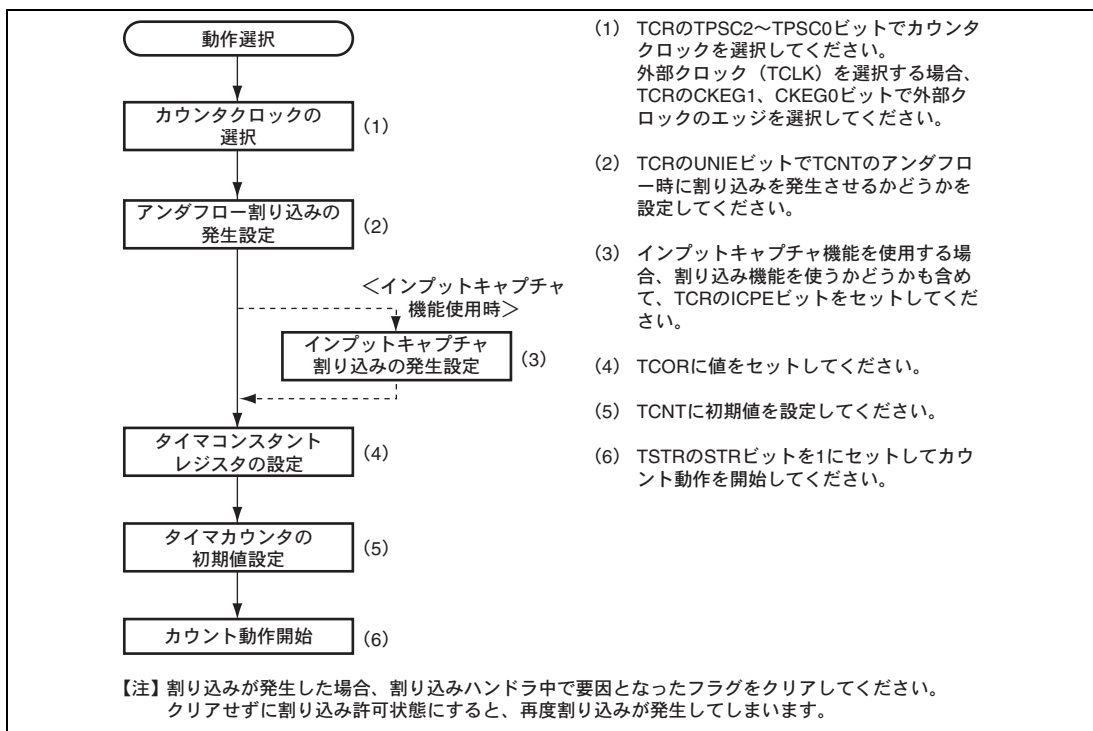 動作選択
カウンタクロックの
選択
(1)
アンダフロー割り込みの
発生設定
(2)
＜インプットキャプチャ
機能使用時＞
インプットキャプチャ
割り込みの発生設定
(3)
タイマコンスタント
レジスタの設定
(4)
タイマカウンタの
初期値設定
(5)
カウント動作開始
(6)
(1) TCRのTPSC2〜TPSC0ビットでカウンタ
クロックを選択してください。
外部クロック（TCLK）を選択する場合、
TCRのCKEG1、CKEG0ビットで外部ク
ロックのエッジを選択してください。
(2) TCRのUNIEビットでTCNTのアンダフロ
ー時に割り込みを発生させるかどうかを
設定してください。
(3) インプットキャプチャ機能を使用する場
合、割り込み機能を使うかどうかも含め
て、TCRのICPEビットをセットしてくだ
さい。
(4) TCORに値をセットしてください。
(5) TCNTに初期値を設定してください。
(6) TSTRのSTRビットを1にセットしてカウ
ント動作を開始してください。
【注】割り込みが発生した場合、割り込みハンドラ中で要因となったフラグをクリアしてください。
クリアせずに割り込み許可状態にすると、再度割り込みが発生してしまいます。